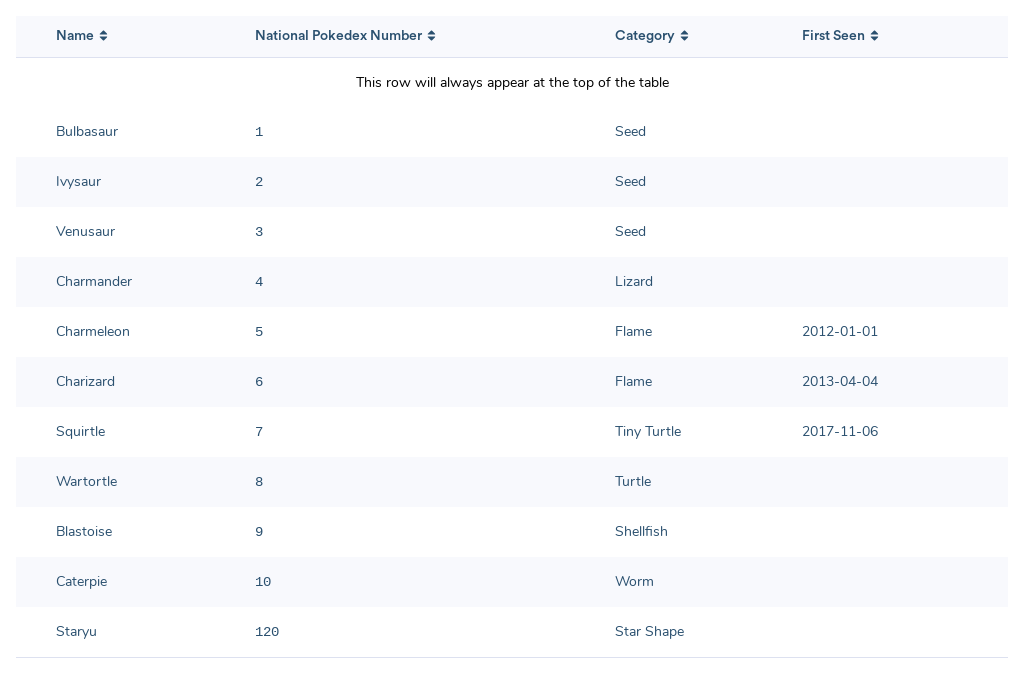 Name National Pokedex Number Category First Seen
This row will always appear at the top of the table
Bulbasaur 1 Seed
Ivysaur 2 Seed
Venusaur 3 Seed
Charmander 4 Lizard
Charmeleon 5 Flame 2012-01-01
Charizard 6 Flame 2013-04-04
Squirtle 7 Tiny Turtle 2017-11-06
Wartortle 8 Turtle
Blastoise 9 Shellfish
Caterpie 10 Worm
Staryu 120 Star Shape